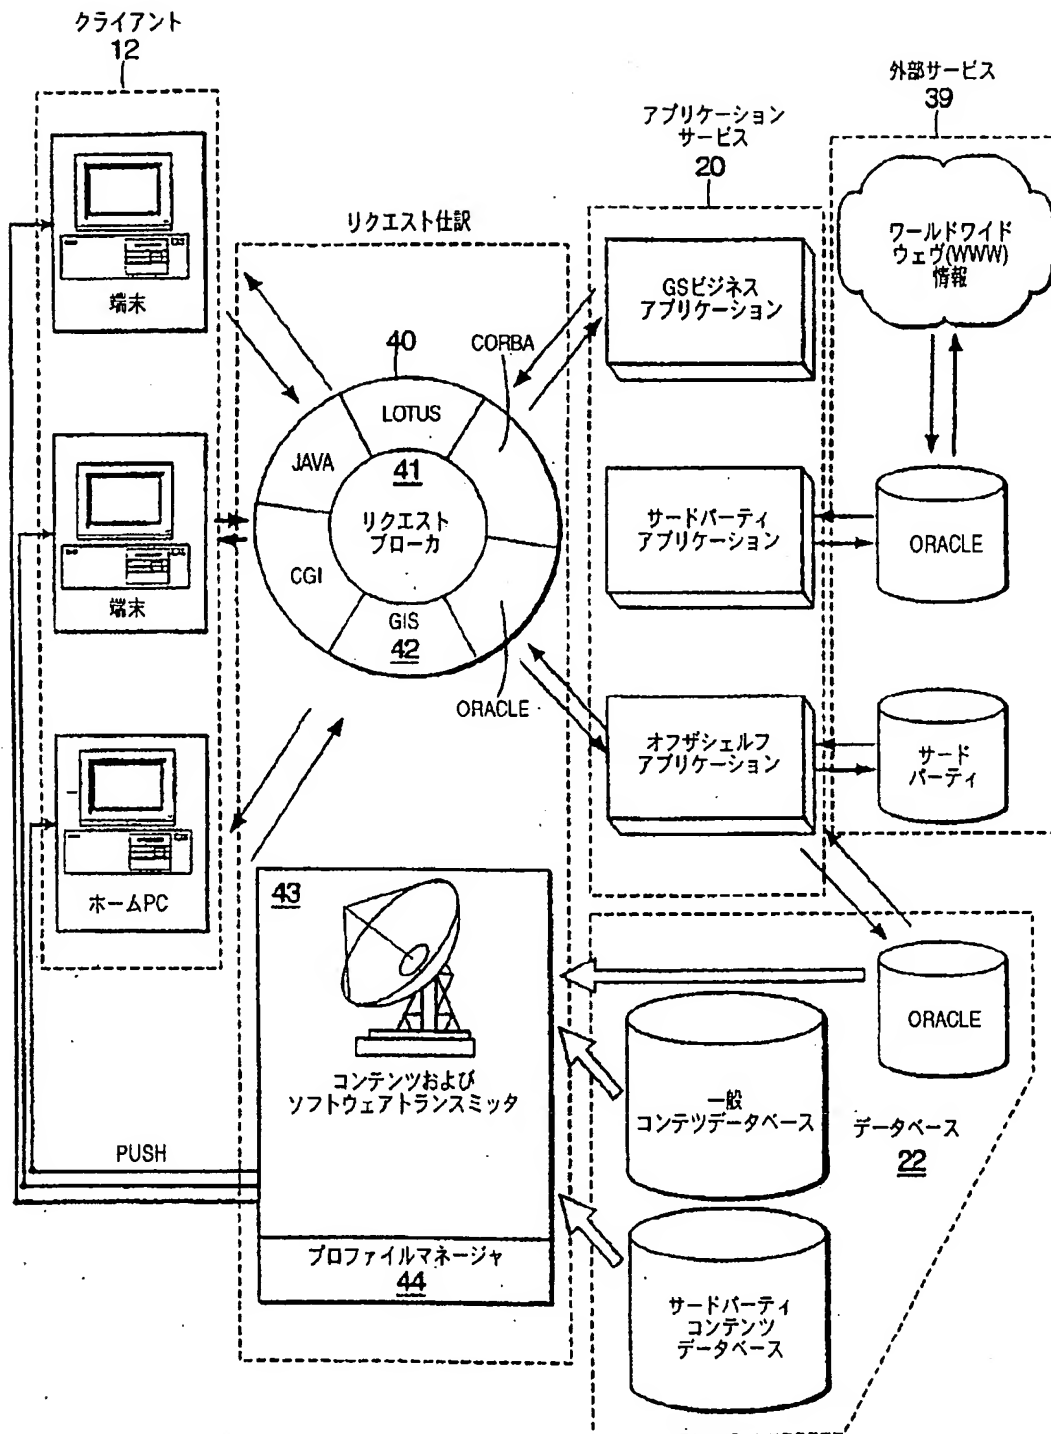 クライアント
12
端末
端末
ホームPC
PUSH
リクエスト仕訳
40
CORBA
LOTUS
JAVA
41
リクエスト
ブローカ
CGI
GIS
42
ORACLE
43
コンテンツおよび
ソフトウェアトランスミッタ
プロファイルマネージャ
44
アプリケーション
サービス
20
GSビジネス
アプリケーション
サードパーティ
アプリケーション
オフザシェルフ
アプリケーション
外部サービス
39
ワールドワイド
ウェヴ(WWW)
情報
ORACLE
サード
パーティ
ORACLE
一般
コンテツデータベース
データベース
22
サードパーティ
コンテンツ
データベース